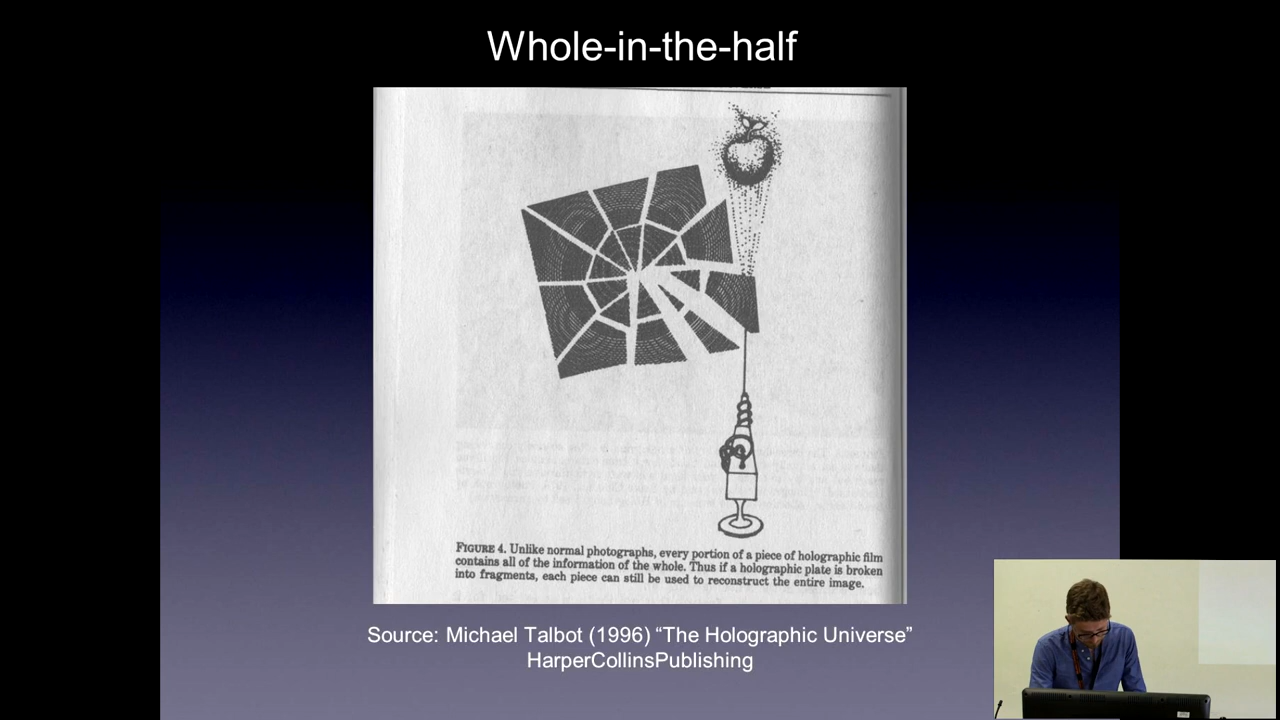 Whole-in-the-half
FIGURE 4. Unlike normal photographs, every portion of a piece of holographic film
contains all of the information of the whole. Thus if a holographic plate is broken
into fragments, each piece can still be used to reconstruct the entire image.
Source: Michael Talbot (1996) “The Holographic Universe”
HarperCollinsPublishing